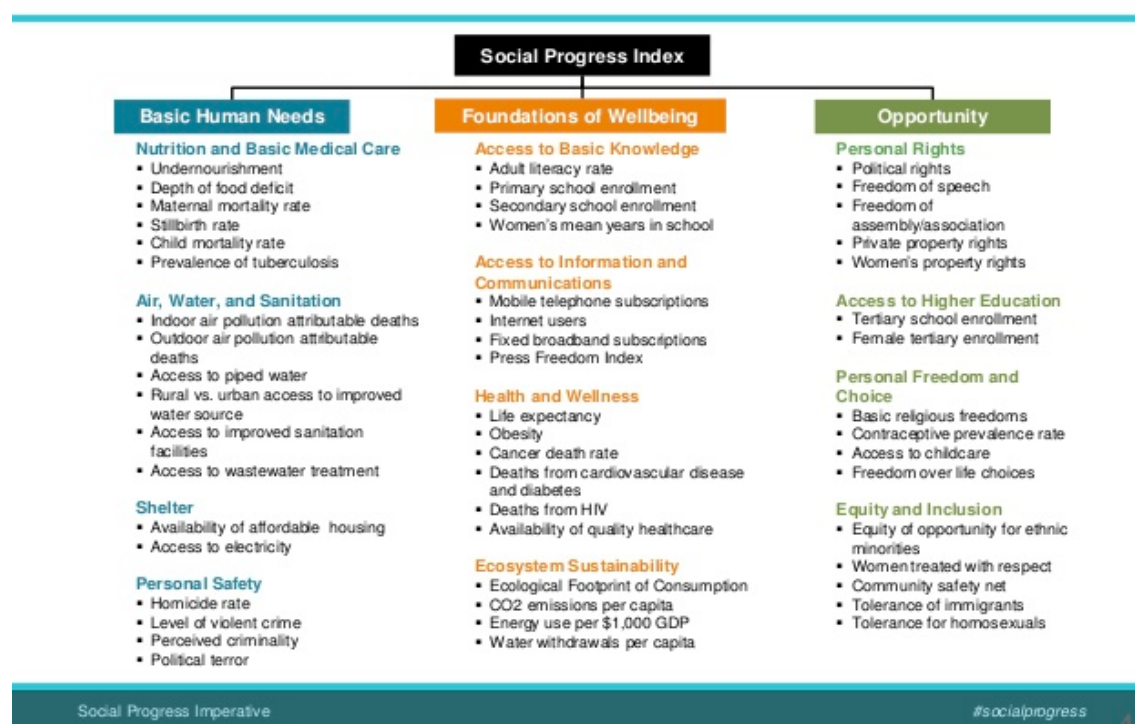 Social Progress Index
Basic Human Needs
Nutrition and Basic Medical Care
▪ Undernourishment
▪ Depth of food deficit
▪ Maternal mortality rate
▪ Stillbirth rate
▪ Child mortality rate
▪ Prevalence of tuberculosis
Air, Water, and Sanitation
▪ Indoor air pollution attributable deaths
▪ Outdoor air pollution attributable
deaths
▪ Access to piped water
▪ Rural vs. urban access to improved
water source
▪ Access to improved sanitation
facilities
▪ Access to wastewater treatment
Shelter
▪ Availability of affordable housing
▪ Access to electricity
Personal Safety
▪ Homicide rate
▪ Level of violent crime
▪ Perceived criminality
▪ Political terror
Foundations of Wellbeing
Access to Basic Knowledge
▪ Adult literacy rate
▪ Primary school enrollment
▪ Secondary school enrollment
▪ Women's mean years in school
Access to Information and
Communications
▪ Mobile telephone subscriptions
▪ Internet users
▪ Fixed broadband subscriptions
▪ Press Freedom Index
Health and Wellness
▪ Life expectancy
▪ Obesity
▪ Cancer death rate
▪ Deaths from cardiovascular disease
and diabetes
▪ Deaths from HIV
▪ Availability of quality healthcare
Ecosystem Sustainability
▪ Ecological Footprint of Consumption
▪ CO2 emissions per capita
▪ Energy use per $1,000 GDP
▪ Water withdrawals per capita
Opportunity
Personal Rights
▪ Political rights
▪ Freedom of speech
▪ Freedom of
assembly/association
▪ Private property rights
▪ Women's property rights
Access to Higher Education
▪ Tertiary school enrollment
▪ Female tertiary enrollment
Personal Freedom and
Choice
▪ Basic religious freedoms
▪ Contraceptive prevalence rate
▪ Access to childcare
▪ Freedom over life choices
Equity and Inclusion
▪ Equity of opportunity for ethnic
minorities
▪ Women treated with respect
▪ Community safety net
▪ Tolerance of immigrants
▪ Tolerance for homosexuals
Social Progress Imperative
#socialprogress